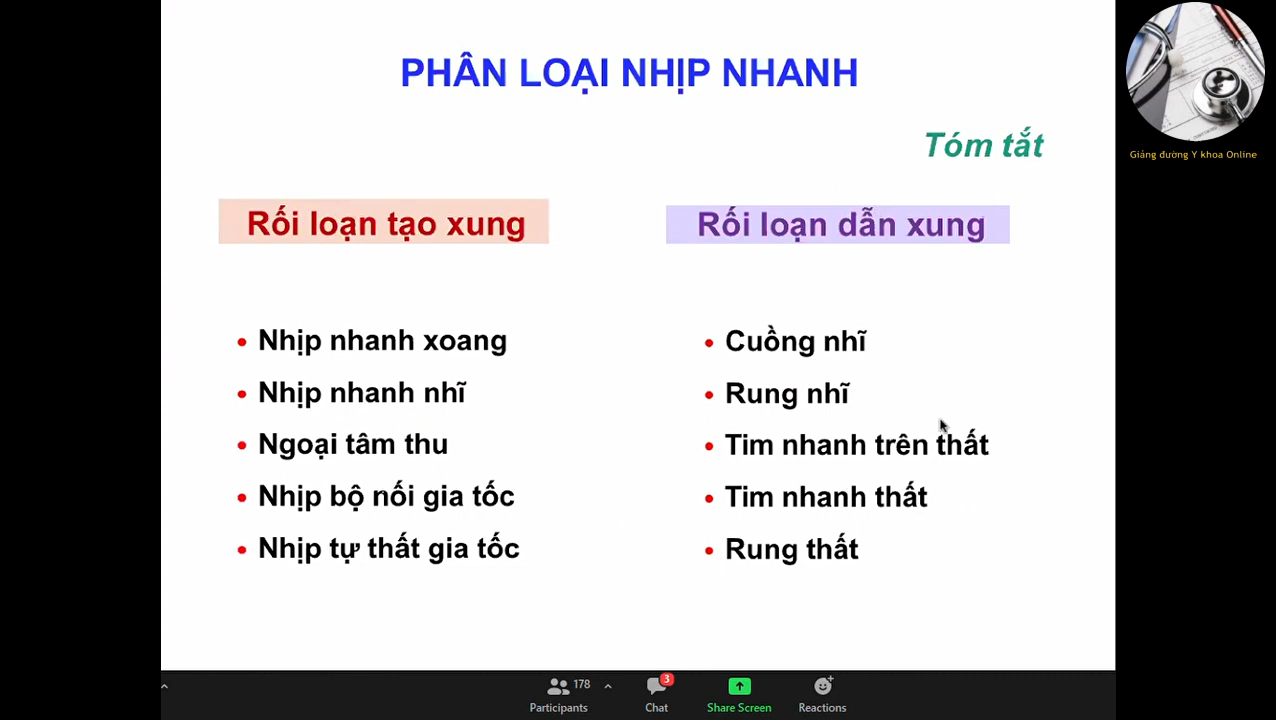 PHÂN LOẠI NHỊP NHANH
Tóm tắt
Giảng đường Y khoa Online
Rối loạn tạo xung
• Nhịp nhanh xoang
• Nhịp nhanh nhĩ
• Ngoại tâm thu
• Nhịp bộ nối gia tốc
• Nhịp tự thất gia tốc
Rối loạn dẫn xung
• Cuồng nhĩ
• Rung nhĩ
• Tim nhanh trên thất
• Tim nhanh thất
• Rung thất
178
3
Participants
Chat
Share Screen
Reactions